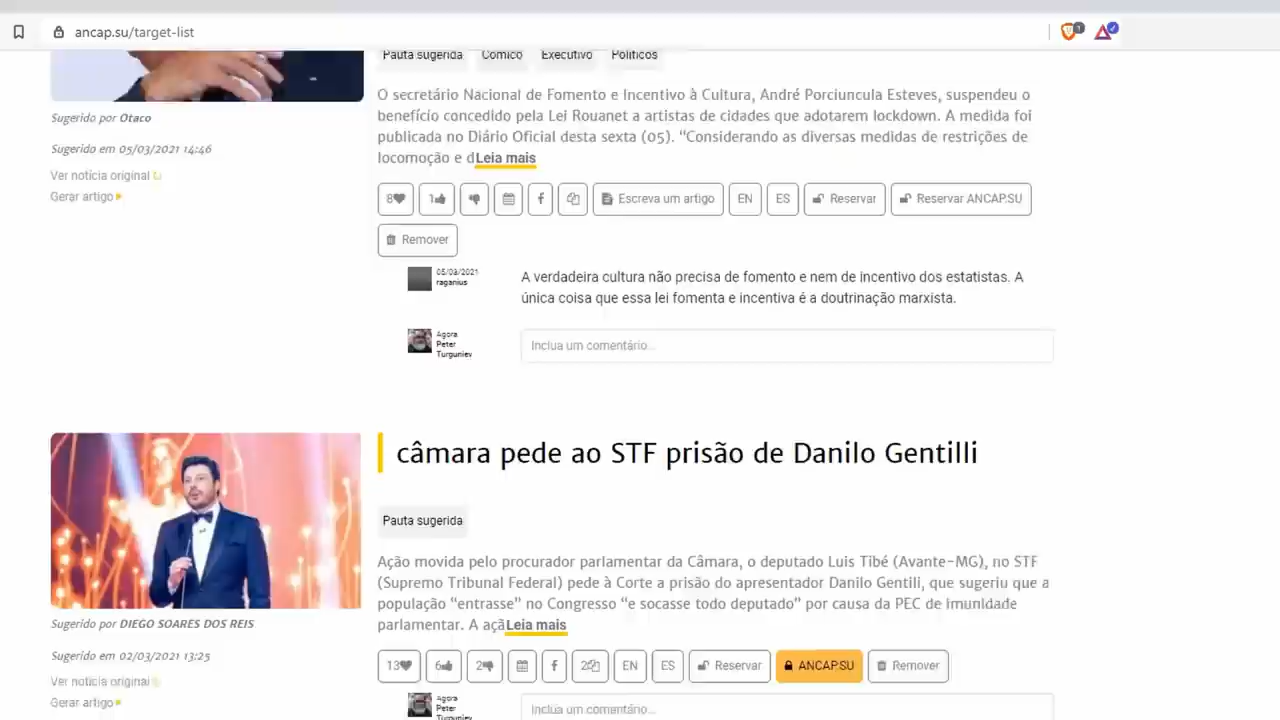 ancap.su/target-list
1
Pauta sugerida Cômico Executivo Políticos
O secretário Nacional de Fomento e Incentivo à Cultura, André Porciuncula Esteves, suspendeu o
benefício concedido pela Lei Rouanet a artistas de cidades que adotarem lockdown. A medida foi
publicada no Diário Oficial desta sexta (05). “Considerando as diversas medidas de restrições de
locomoção e dLeia mais
Sugerido por Otaco
Sugerido em 05/03/2021 14:46
Ver notícia original
Gerar artigo
8 1 Escreva um artigo EN ES Reservar Reservar ANCAP.SU
Remover
05/03/2021
raganius
A verdadeira cultura não precisa de fomento e nem de incentivo dos estatistas. A
única coisa que essa lei fomenta e incentiva é a doutrinação marxista.
Agora
Peter
Turguniev
Inclua um comentário...
câmara pede ao STF prisão de Danilo Gentilli
Pauta sugerida
Ação movida pelo procurador parlamentar da Câmara, o deputado Luis Tibé (Avante-MG), no STF
(Supremo Tribunal Federal) pede à Corte a prisão do apresentador Danilo Gentili, que sugeriu que a
população “entrasse” no Congresso “e socasse todo deputado” por causa da PEC de imunidade
parlamentar. A açãLeia mais
Sugerido por DIEGO SOARES DOS REIS
Sugerido em 02/03/2021 13:25
Ver notícia original
Gerar artigo
13 6 2 2 EN ES Reservar ANCAP.SU Remover
Agora
Peter
Turguniev
Inclua um comentário...